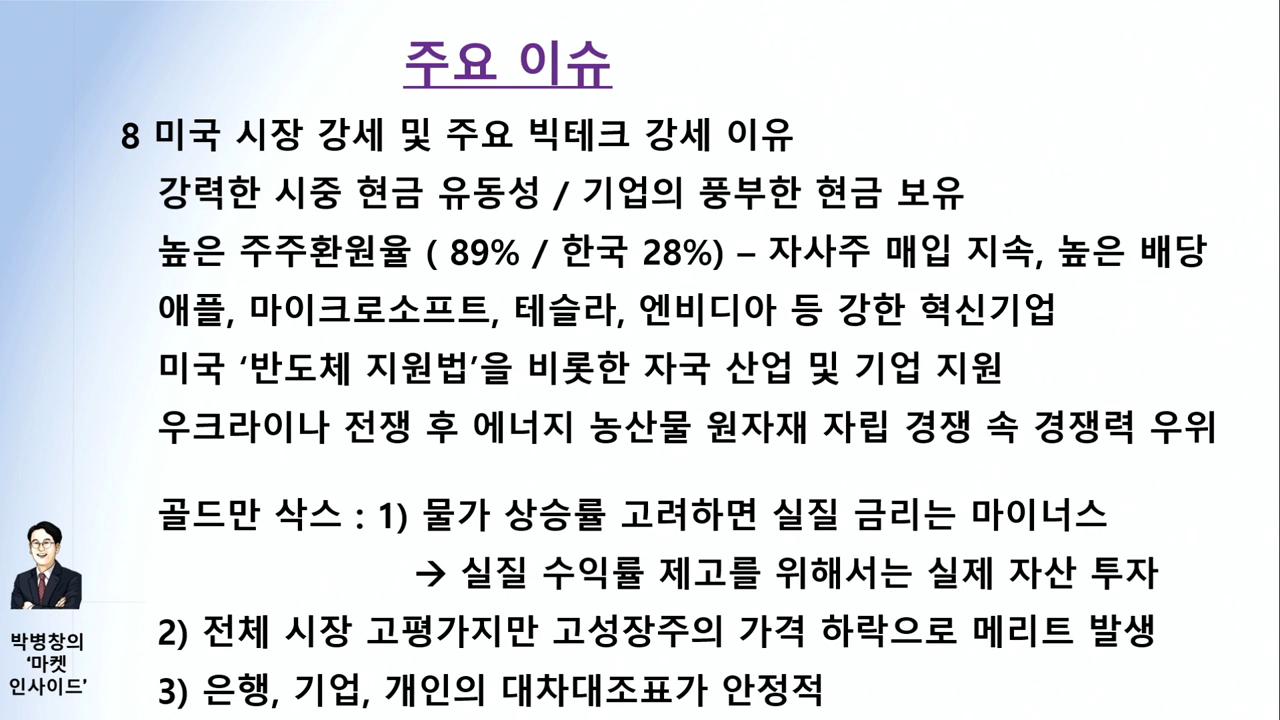 주요 이슈
8 미국 시장 강세 및 주요 빅테크 강세 이유
강력한 시중 현금 유동성 / 기업의 풍부한 현금 보유
높은 주주환원율 ( 89% / 한국 28%) – 자사주 매입 지속, 높은 배당
애플, 마이크로소프트, 테슬라, 엔비디아 등 강한 혁신기업
미국 ‘반도체 지원법’을 비롯한 자국 산업 및 기업 지원
우크라이나 전쟁 후 에너지 농산물 원자재 자립 경쟁 속 경쟁력 우위
골드만 삭스 : 1) 물가 상승률 고려하면 실질 금리는 마이너스
→ 실질 수익률 제고를 위해서는 실제 자산 투자
2) 전체 시장 고평가지만 고성장주의 가격 하락으로 메리트 발생
3) 은행, 기업, 개인의 대차대조표가 안정적
박병창의
‘마켓
인사이드’